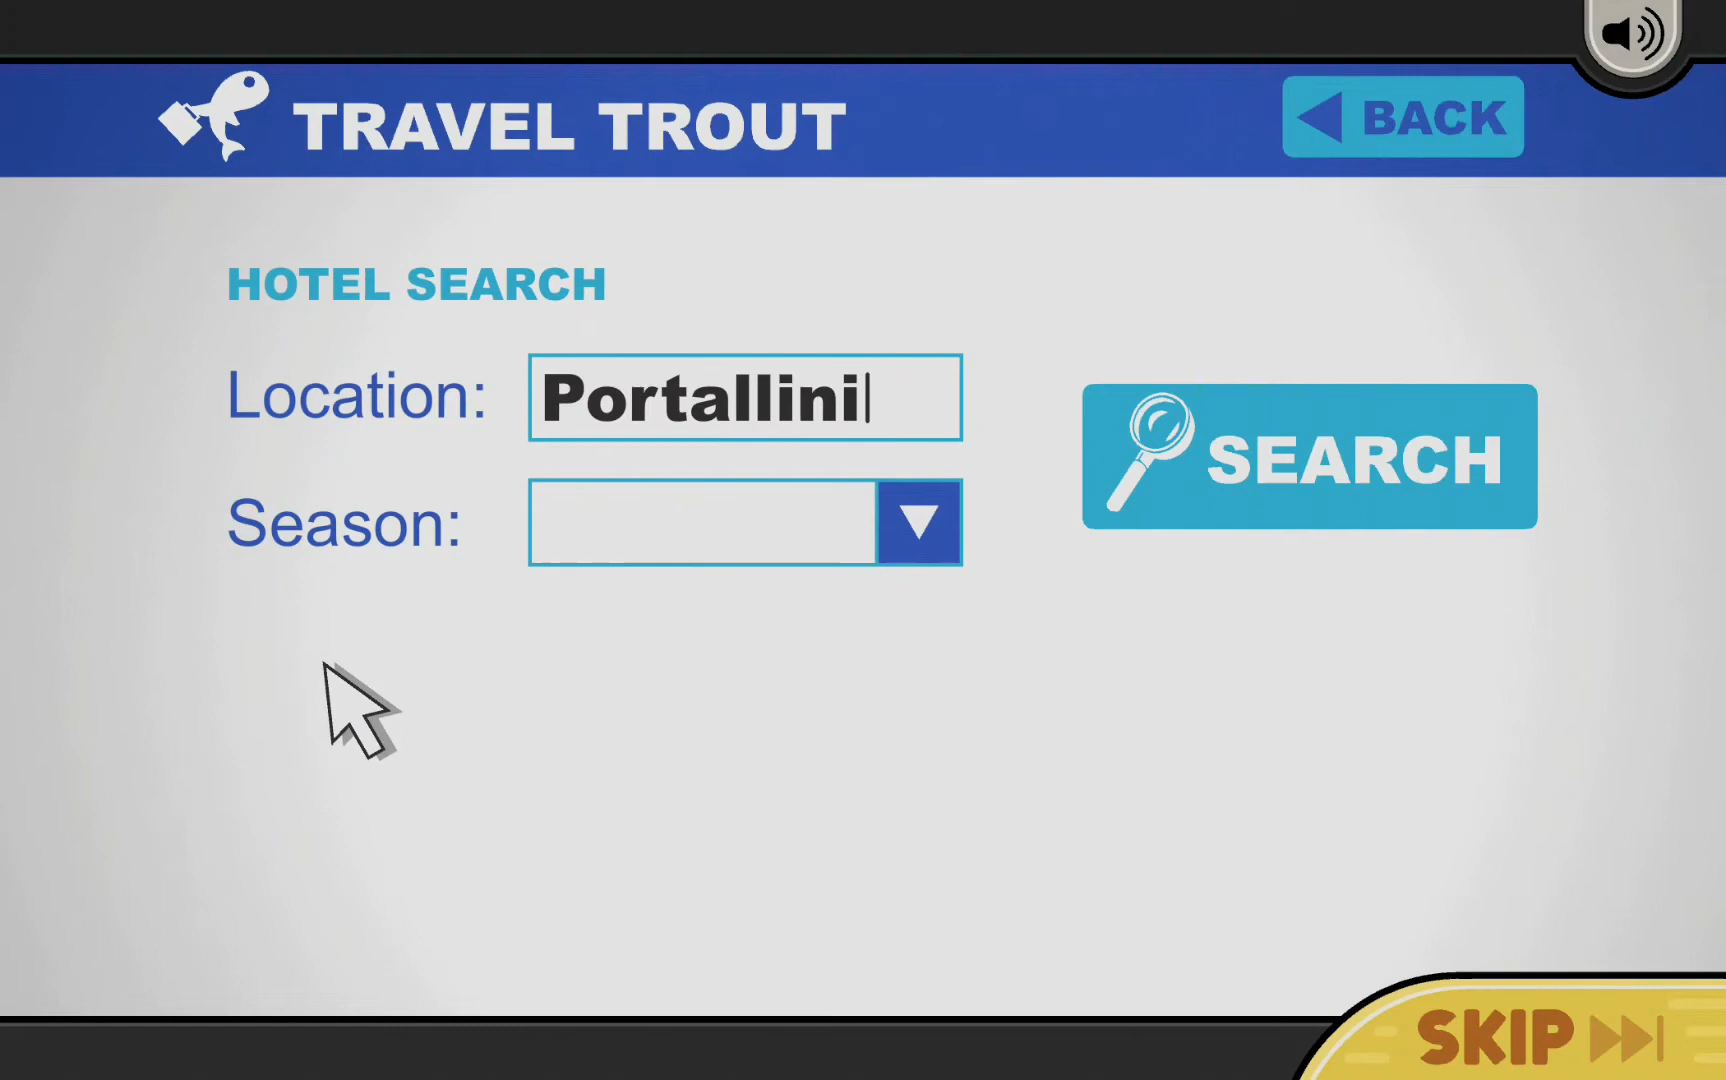 TRAVEL TROUT
BACK
HOTEL SEARCH
Location: Portallini
Season:
SEARCH
SKIP